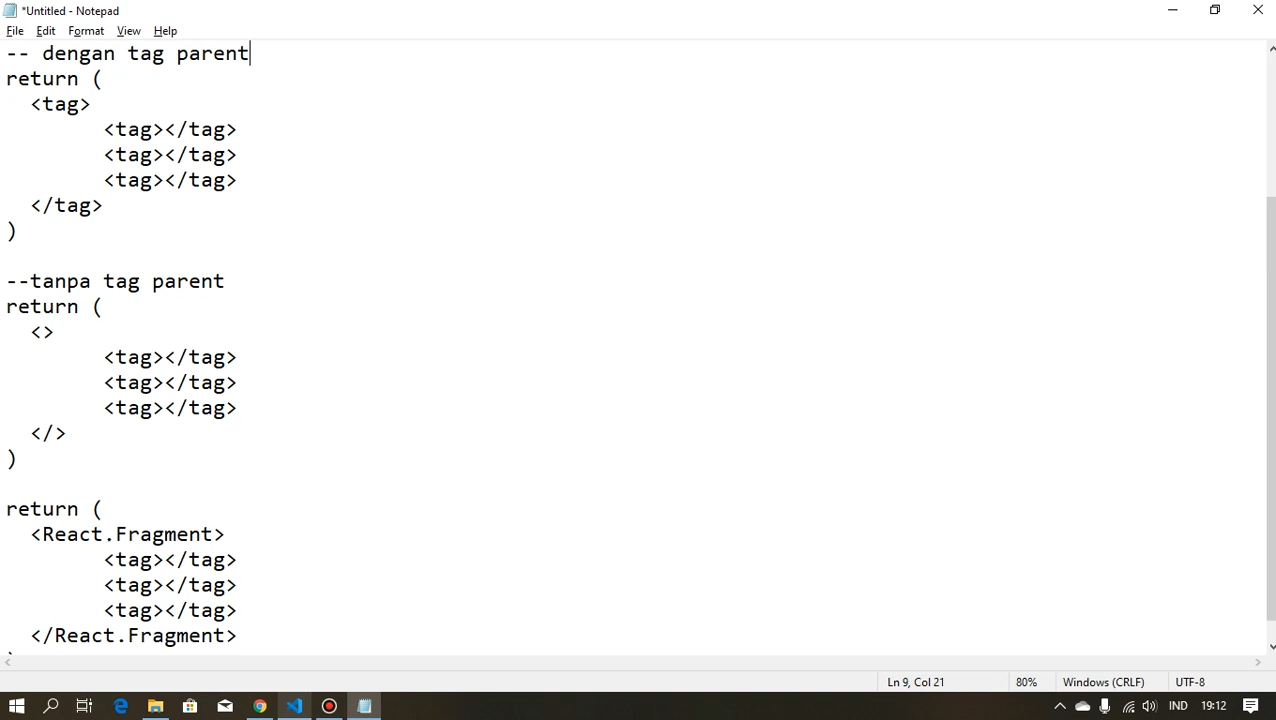 *Untitled - Notepad
File Edit Format View Help
-- dengan tag parent
return (
<tag>
<tag></tag>
<tag></tag>
<tag></tag>
</tag>
)
--tanpa tag parent
return (
<>
<tag></tag>
<tag></tag>
<tag></tag>
</>
)
return (
<React.Fragment>
<tag></tag>
<tag></tag>
<tag></tag>
</React.Fragment>
Ln 9, Col 21 80% Windows (CRLF) UTF-8
IND 19:12